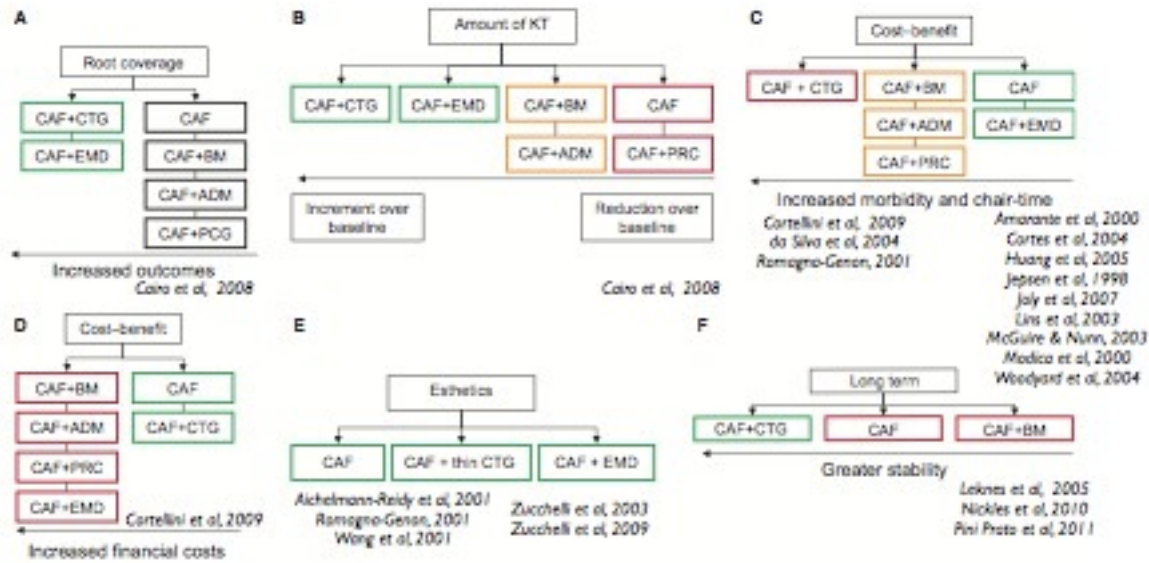 A
Root coverage
CAF+CTG
CAF
CAF+EMD
CAF+BM
CAF+ADM
CAF+PCG
Increased outcomes
Cairo et al, 2008
B
Amount of KT
CAF+CTG
CAF+EMD
CAF+BM
CAF
CAF+ADM
CAF+PRC
Increment over
baseline
Reduction over
baseline
Cairo et al, 2008
C
Cost-benefit
CAF + CTG
CAF+BM
CAF
CAF+ADM
CAF+EMD
CAF+PRC
Increased morbidity and chair-time
Cortellini et al, 2009
da Silva et al, 2004
Romagna-Genon, 2001
Amarante et al, 2000
Cortes et al, 2004
Huang et al, 2005
Jepsen et al, 1998
Joly et al, 2007
Lins et al, 2003
McGuire & Nunn, 2003
Modica et al, 2000
Woodyard et al, 2004
D
Cost-benefit
CAF+BM
CAF
CAF+ADM
CAF+CTG
CAF+PRC
CAF+EMD
Cortellini et al, 2009
Increased financial costs
E
Esthetics
CAF
CAF + thin CTG
CAF + EMD
Aichelmann-Reidy et al, 2001
Romagna-Genon, 2001
Wang et al, 2001
Zucchelli et al, 2003
Zucchelli et al, 2009
F
Long term
CAF+CTG
CAF
CAF+BM
Greater stability
Leknes et al, 2005
Nickles et al, 2010
Pini Prato et al, 2011